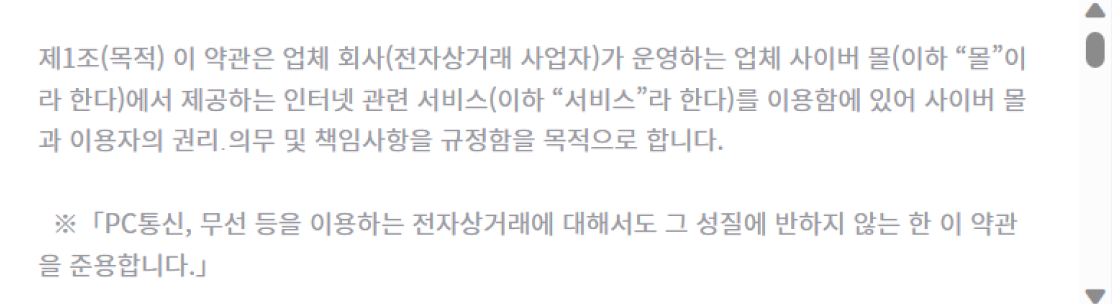 제1조(목적) 이 약관은 업체 회사(전자상거래 사업자)가 운영하는 업체 사이버 몰(이하 “몰”이
라 한다)에서 제공하는 인터넷 관련 서비스(이하 “서비스”라 한다)를 이용함에 있어 사이버 몰
과 이용자의 권리․의무 및 책임사항을 규정함을 목적으로 합니다.
※「PC통신, 무선 등을 이용하는 전자상거래에 대해서도 그 성질에 반하지 않는 한 이 약관
을 준용합니다.」